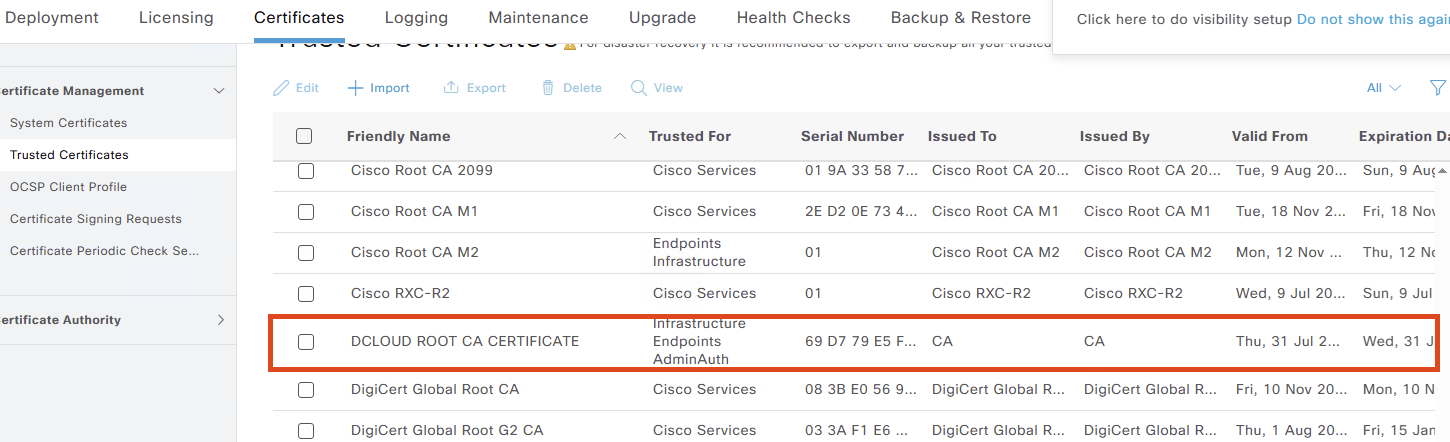 Deployment Licensing Certificates Logging Maintenance Upgrade Health Checks Backup & Restore
Click here to do visibility setup Do not show this again
Trusted Certificates For disaster recovery it is recommended to export and backup all your trusted
ertificate Management
System Certificates
Trusted Certificates
OCSP Client Profile
Certificate Signing Requests
Certificate Periodic Check Se...
ertificate Authority
Edit Import Export Delete View All
Friendly Name Trusted For Serial Number Issued To Issued By Valid From Expiration Da
Cisco Root CA 2099 Cisco Services 01 9A 33 58 7... Cisco Root CA 20... Cisco Root CA 20... Tue, 9 Aug 20... Sun, 9 Aug
Cisco Root CA M1 Cisco Services 2E D2 0E 73 4... Cisco Root CA M1 Cisco Root CA M1 Tue, 18 Nov 2... Fri, 18 Nov
Cisco Root CA M2 Endpoints Infrastructure 01 Cisco Root CA M2 Cisco Root CA M2 Mon, 12 Nov ... Thu, 12 No
Cisco RXC-R2 Cisco Services 01 Cisco RXC-R2 Cisco RXC-R2 Wed, 9 Jul 20... Sun, 9 Jul
DCLOUD ROOT CA CERTIFICATE Infrastructure Endpoints AdminAuth 69 D7 79 E5 F... CA CA Thu, 31 Jul 2... Wed, 31 J
DigiCert Global Root CA Cisco Services 08 3B E0 56 9... DigiCert Global R... DigiCert Global R... Fri, 10 Nov 20... Mon, 10 N
DigiCert Global Root G2 CA Cisco Services 03 3A F1 E6 ... DigiCert Global R... DigiCert Global R... Thu, 1 Aug 20... Fri, 15 Jan